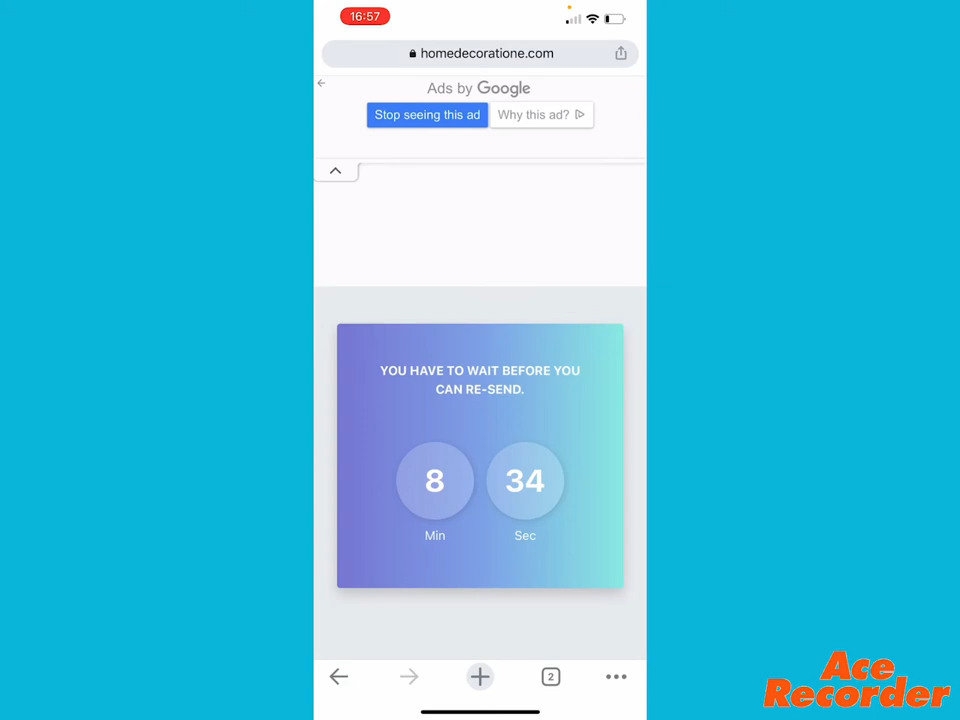 16:57
homedecoratione.com
Ads by Google
Stop seeing this ad
Why this ad?
YOU HAVE TO WAIT BEFORE YOU
CAN RE-SEND.
8 34
Min Sec
2
Ace
Recorder